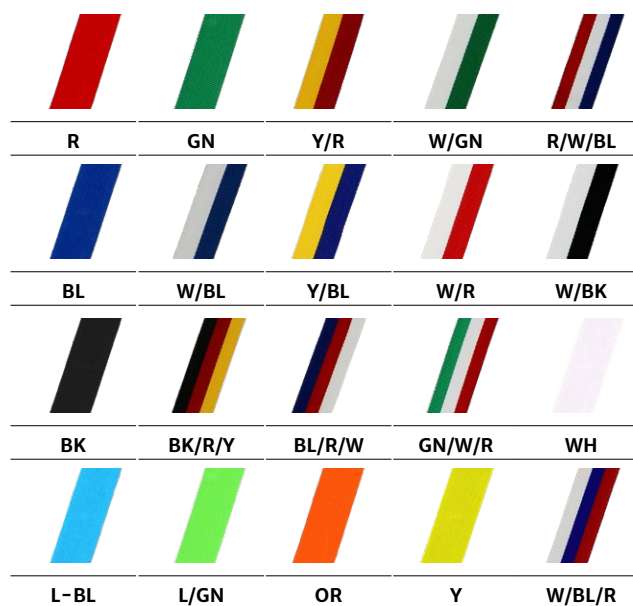 R GN Y/R W/GN R/W/BL
BL W/BL Y/BL W/R W/BK
BK BK/R/Y BL/R/W GN/W/R WH
L-BL L/GN OR Y W/BL/R